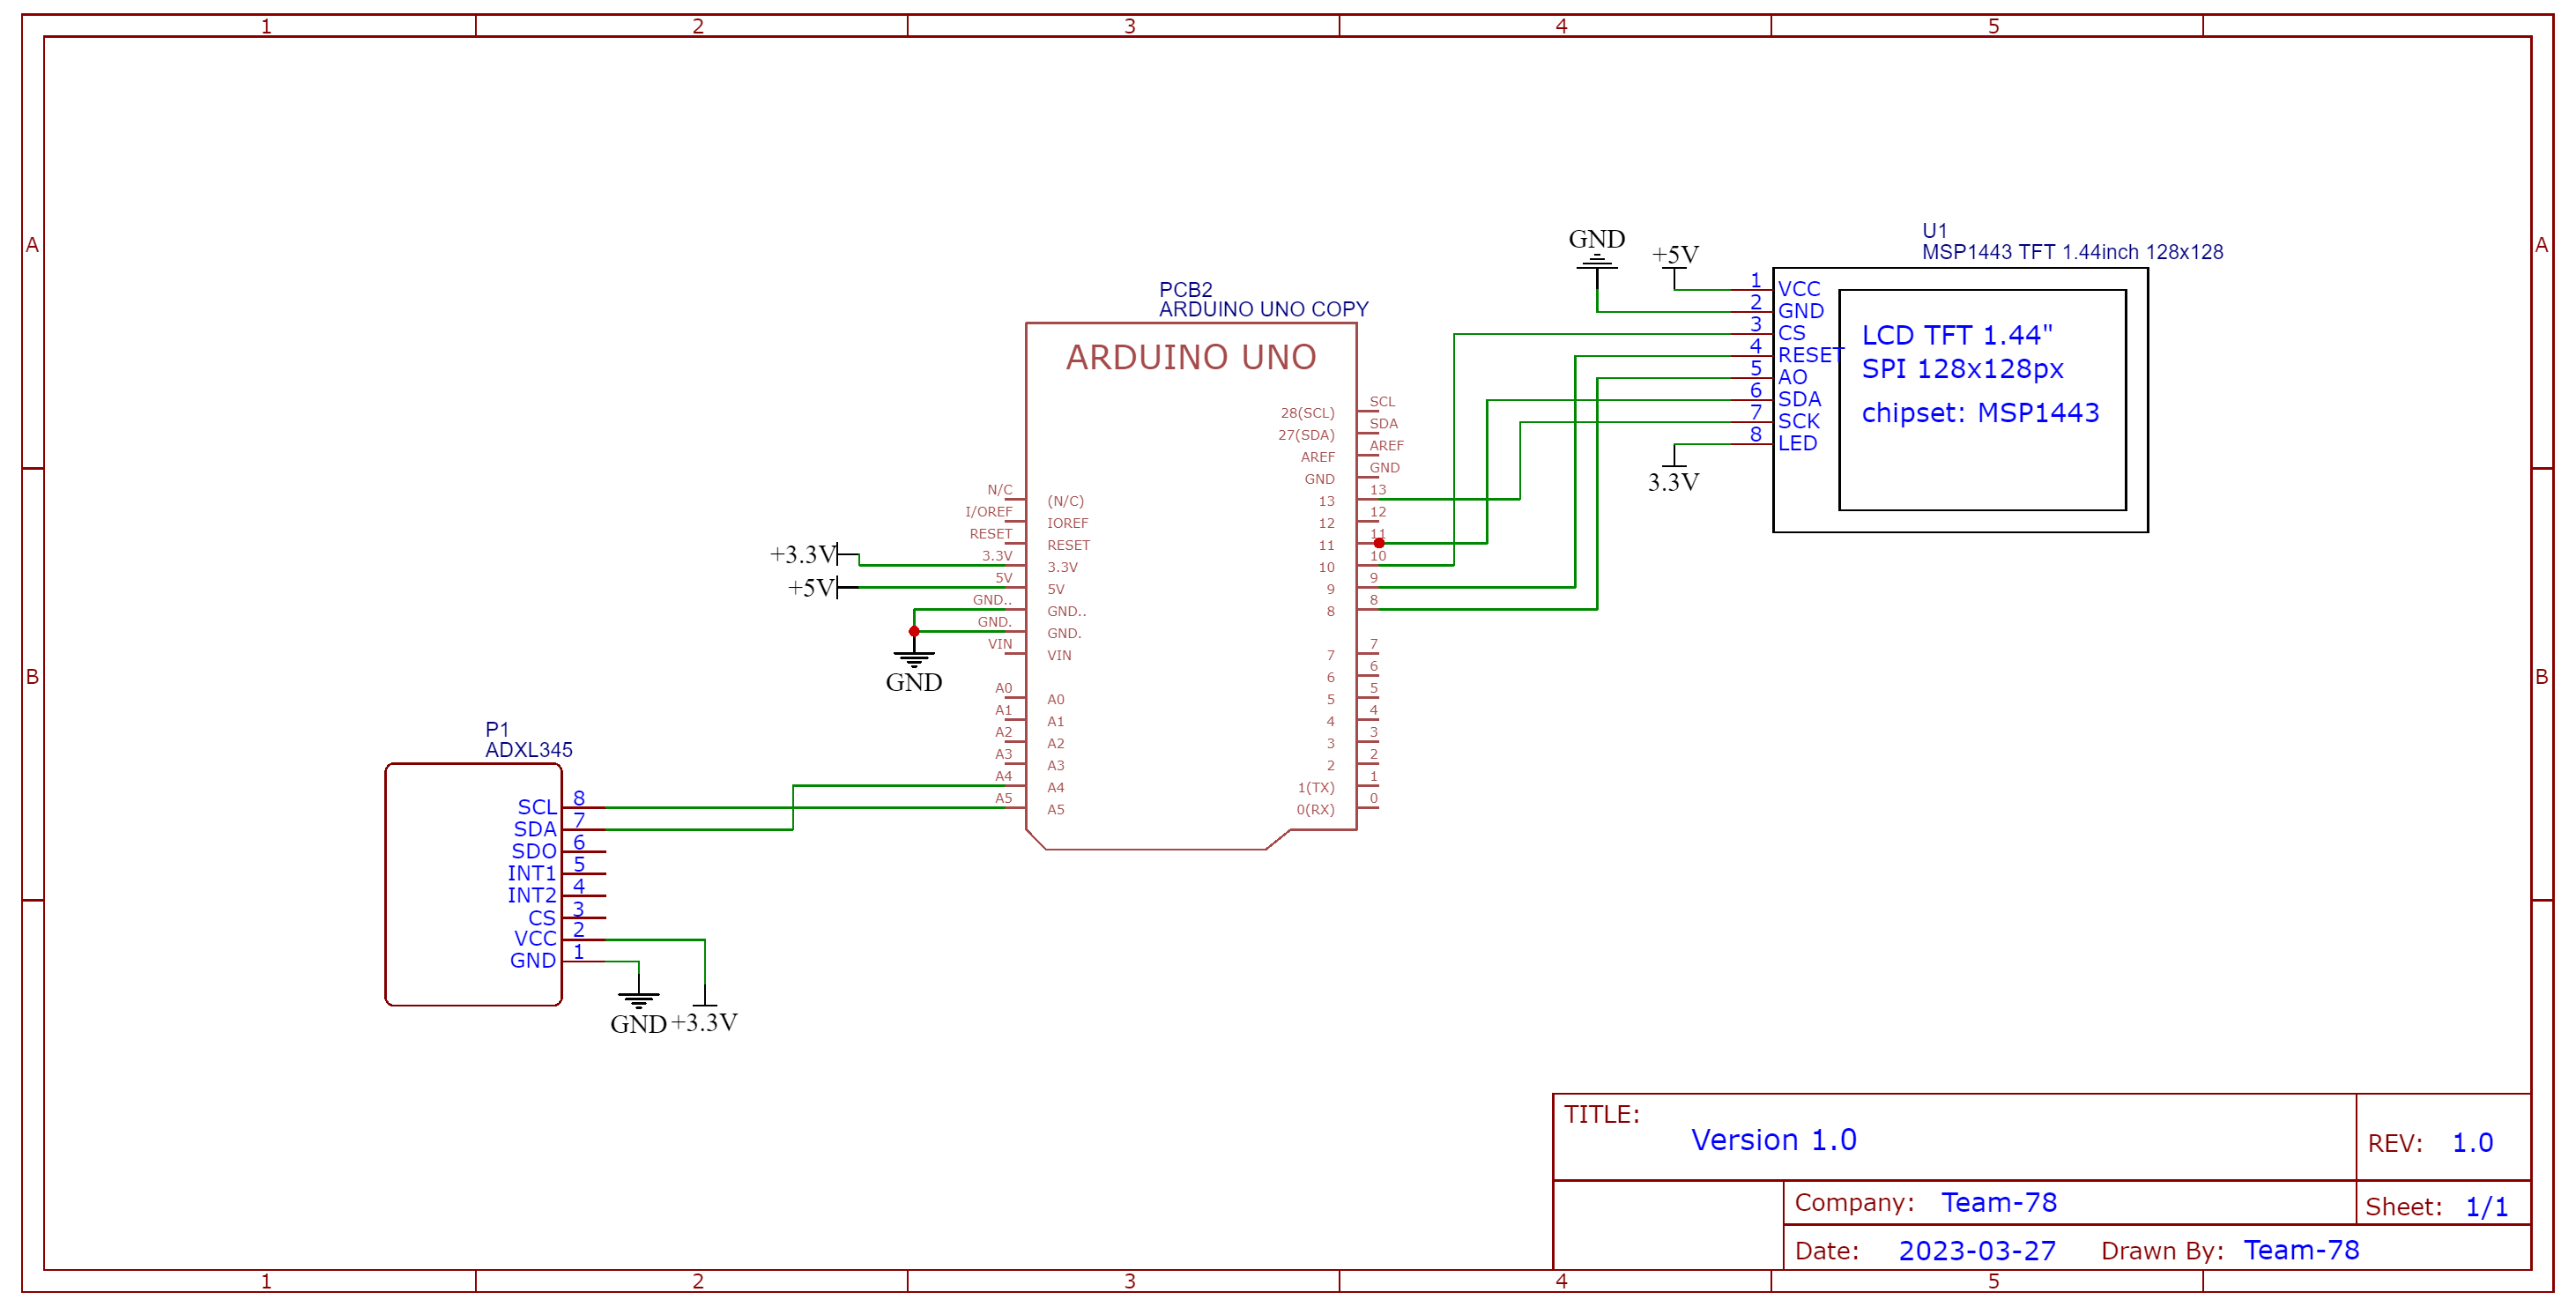 1 2 3 4 5
A A
B B
PCB2
ARDUINO UNO COPY
ARDUINO UNO
N/C (N/C)
I/OREF IOREF
RESET RESET
3.3V 3.3V
5V 5V
GND.. GND..
GND. GND.
VIN VIN
A0 A0
A1 A1
A2 A2
A3 A3
A4 A4
A5 A5
28(SCL) SCL
27(SDA) SDA
AREF AREF
GND GND
13 13
12 12
11 11
10 10
9 9
8 8
7 7
6 6
5 5
4 4
3 3
2 2
1(TX) 1
0(RX) 0
+3.3V
+5V
GND
P1
ADXL345
SCL 8
SDA 7
SDO 6
INT1 5
INT2 4
CS 3
VCC 2
GND 1
GND +3.3V
GND
+5V
U1
MSP1443 TFT 1.44inch 128x128
1 VCC
2 GND
3 CS
4 RESET
5 AO
6 SDA
7 SCK
8 LED
3.3V
LCD TFT 1.44"
SPI 128x128px
chipset: MSP1443
TITLE:
Version 1.0
REV: 1.0
Company: Team-78
Sheet: 1/1
Date: 2023-03-27 Drawn By: Team-78
1 2 3 4 5